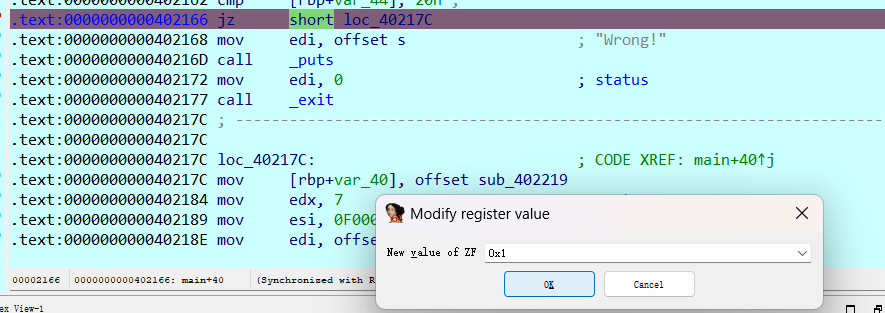 .text:0000000000402162 cmp [rbp+var_44], 20h ;
.text:0000000000402166 jz short loc_40217C
.text:0000000000402168 mov edi, offset s ; "Wrong!"
.text:000000000040216D call _puts
.text:0000000000402172 mov edi, 0 ; status
.text:0000000000402177 call _exit
.text:000000000040217C ; ---------------------------------------------------------------------------
.text:000000000040217C
.text:000000000040217C loc_40217C: ; CODE XREF: main+40↑j
.text:000000000040217C mov [rbp+var_40], offset sub_402219
.text:0000000000402184 mov edx, 7
.text:0000000000402189 mov esi, 0F000
.text:000000000040218E mov edi, offse
Modify register value
New value of ZF 0x1
OK Cancel
00002166 0000000000402166: main+40 (Synchronized with R
ex View-1